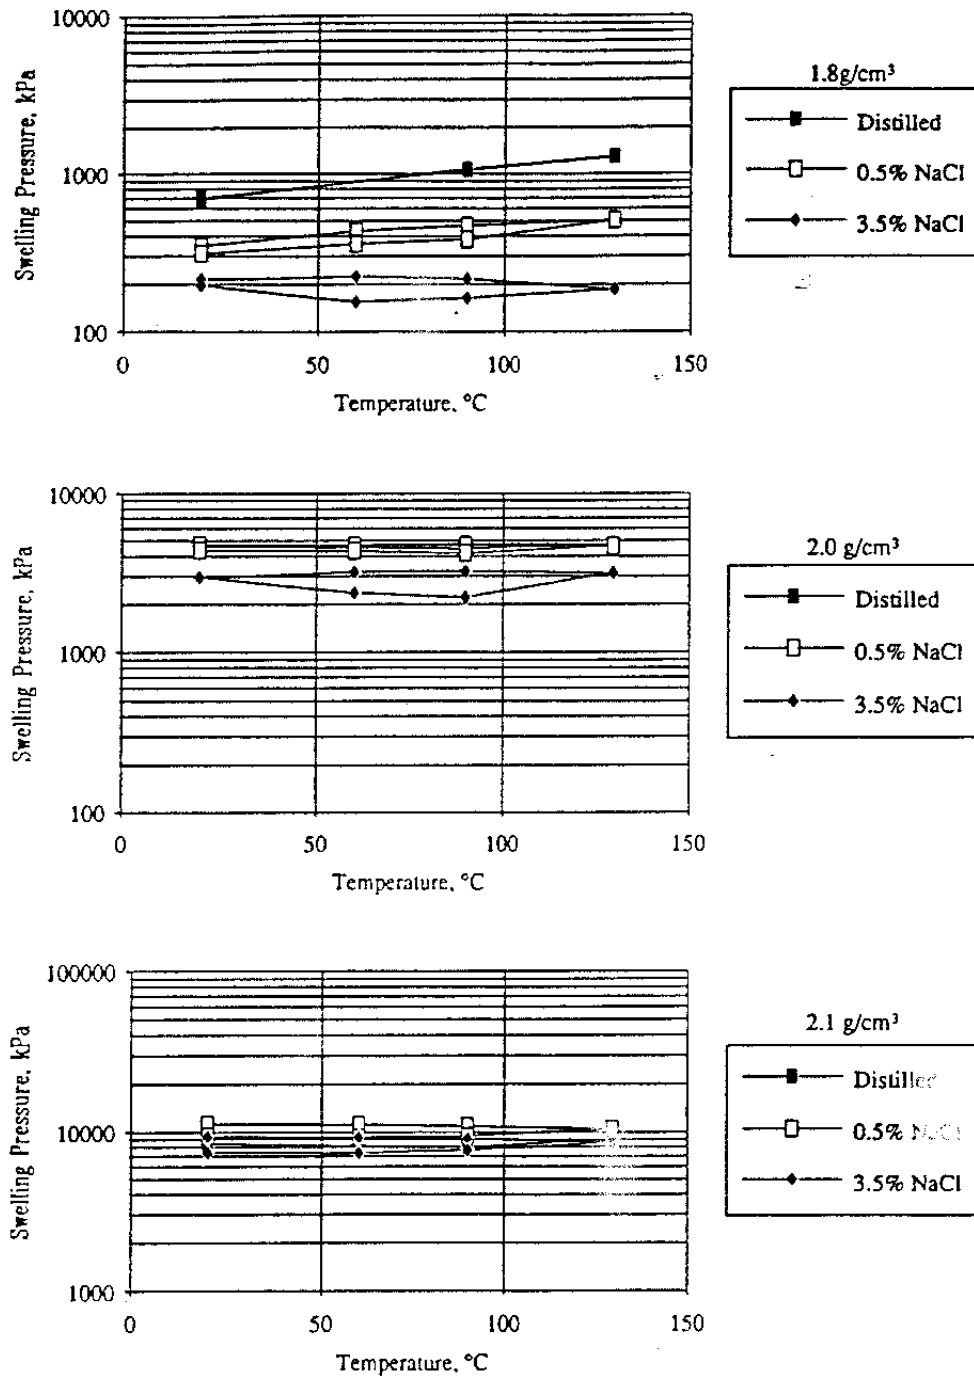 10000
1000
100
Swelling Pressure, kPa
0 50 100 150
Temperature, °C
1.8g/cm³
Distilled
0.5% NaCl
3.5% NaCl
10000
1000
100
Swelling Pressure, kPa
0 50 100 150
Temperature, °C
2.0 g/cm³
Distilled
0.5% NaCl
3.5% NaCl
100000
10000
1000
Swelling Pressure, kPa
0 50 100 150
Temperature, °C
2.1 g/cm³
Distilled
0.5% NaCl
3.5% NaCl